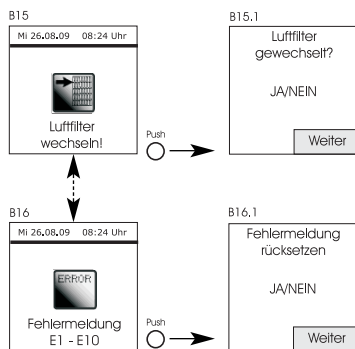 B15
Mi 26.08.09 08:24 Uhr
Luftfilter
wechseln!
Push
B15.1
Luftfilter
gewechselt?
JA/NEIN
Weiter
B16
Mi 26.08.09 08:24 Uhr
ERROR
Fehlermeldung
E1 - E10
Push
B16.1
Fehlermeldung
rücksetzen
JA/NEIN
Weiter